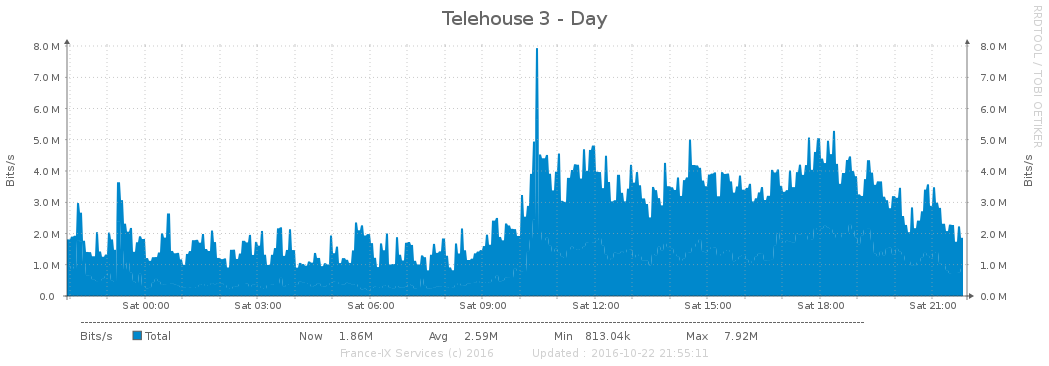 Telehouse 3 - Day
RRDTOOL / TOBI OETIKER
8.0 M 8.0 M
7.0 M 7.0 M
6.0 M 6.0 M
5.0 M 5.0 M
4.0 M 4.0 M
3.0 M 3.0 M
2.0 M 2.0 M
1.0 M 1.0 M
0.0 0.0 M
Bits/s
Bits/s
Sat 00:00 Sat 03:00 Sat 06:00 Sat 09:00 Sat 12:00 Sat 15:00 Sat 18:00 Sat 21:00
Bits/s Total Now 1.86M Avg 2.59M Min 813.04k Max 7.92M
France-IX Services (c) 2016 Updated : 2016-10-22 21:55:11